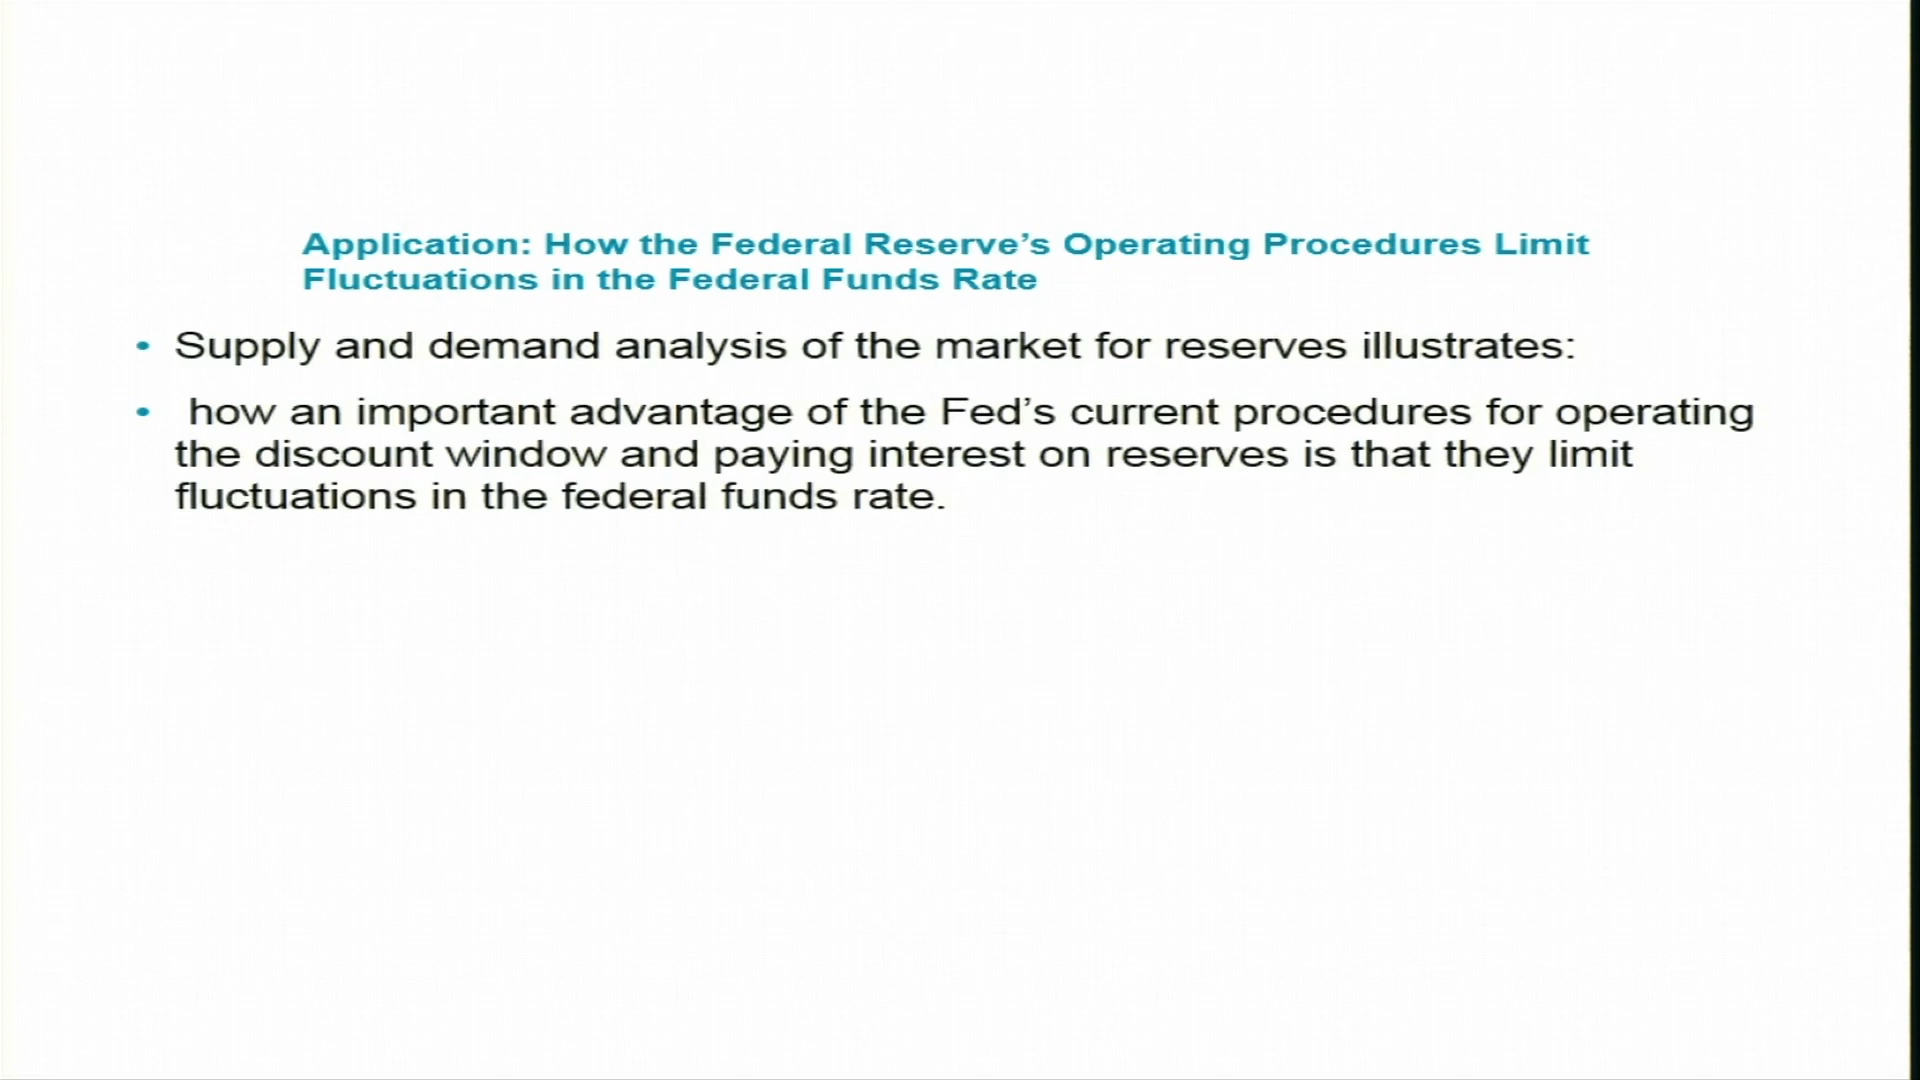 Application: How the Federal Reserve’s Operating Procedures Limit
Fluctuations in the Federal Funds Rate
• Supply and demand analysis of the market for reserves illustrates:
• how an important advantage of the Fed’s current procedures for operating
the discount window and paying interest on reserves is that they limit
fluctuations in the federal funds rate.